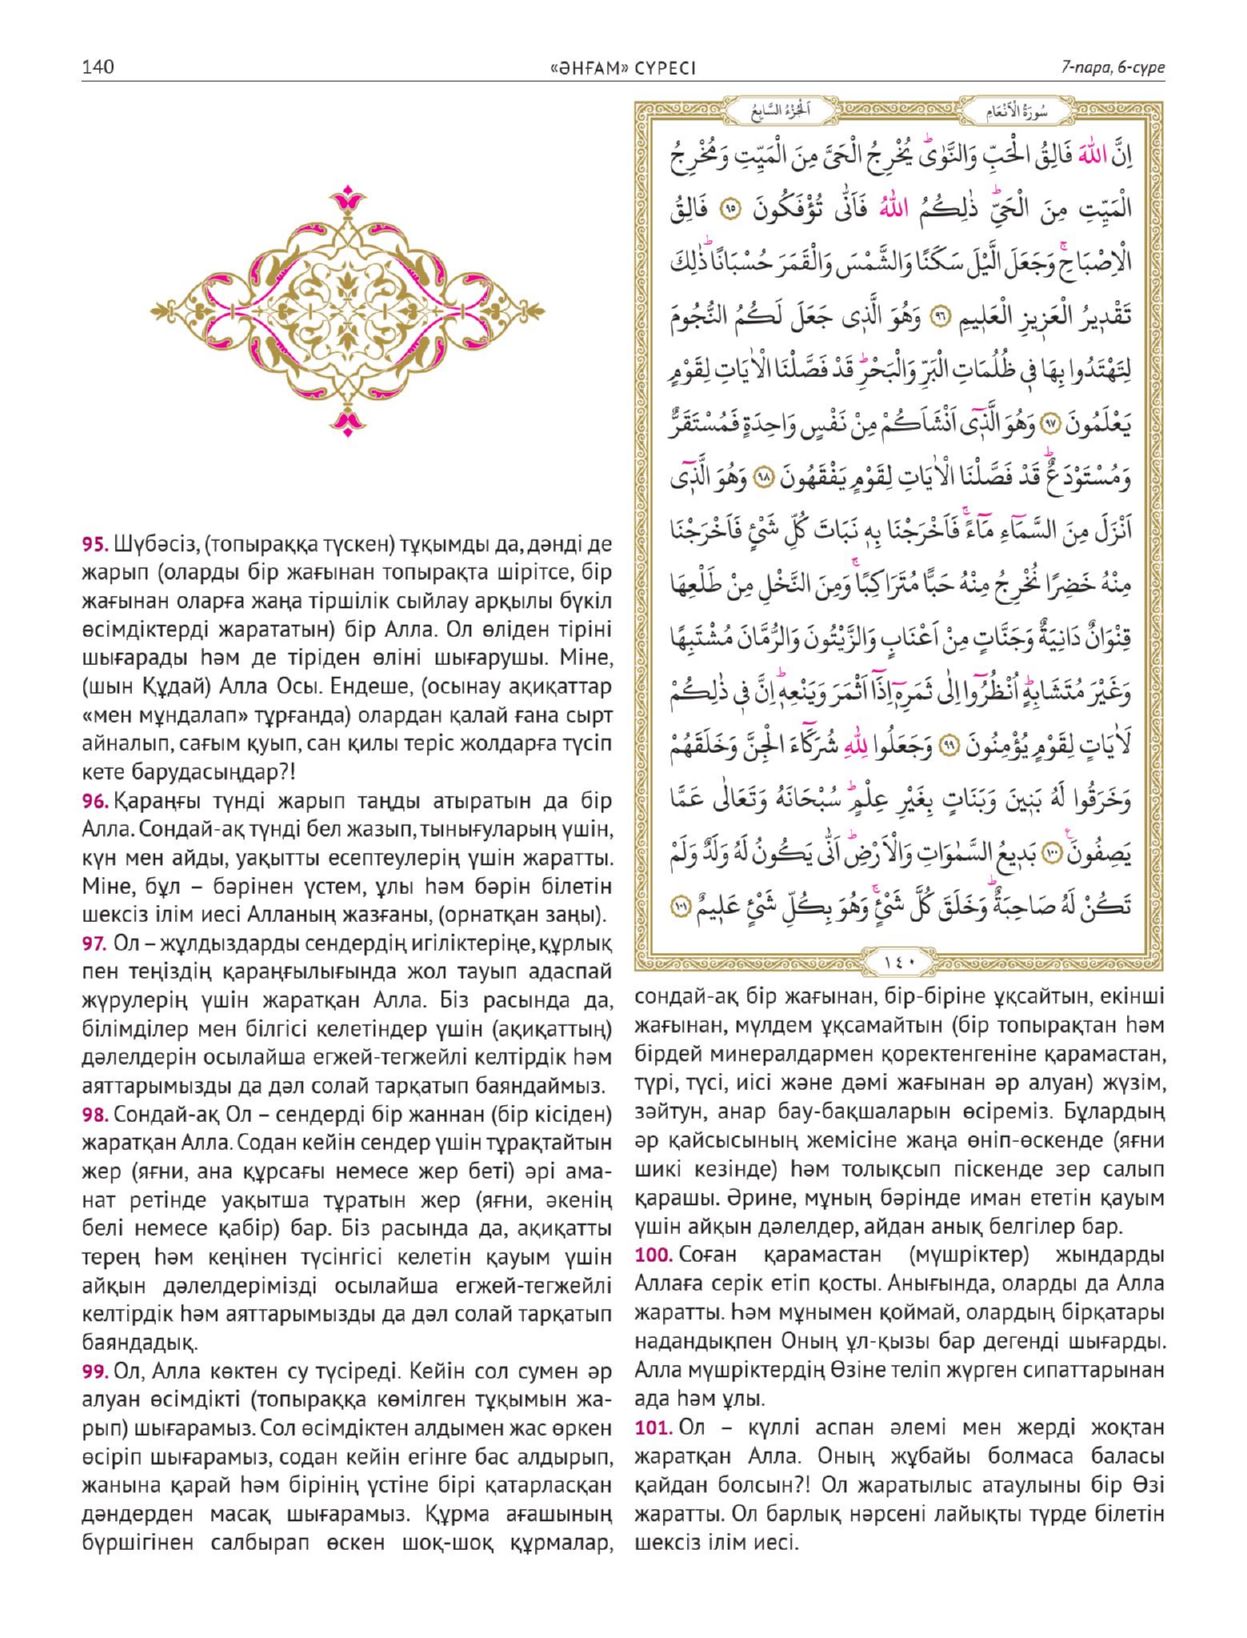 140
«ӘНҒАМ» СҮРЕСІ
7-пара, 6-сүре
95. Шүбәсіз, (топыраққа түскен) тұқымды да, дәнді де
жарып (оларды бір жағынан топырақта шірітсе, бір
жағынан оларға жаңа тіршілік сыйлау арқылы бүкіл
өсімдіктерді жарататын) бір Алла. Ол өліден тіріні
шығарады һәм де тіріден өліні шығарушы. Міне,
(шын Құдай) Алла Осы. Ендеше, (осынау ақиқаттар
«мен мұндалап» тұрғанда) олардан қалай ғана сырт
айналып, сағым қуып, сан қилы теріс жолдарға түсіп
кете барудасыңдар?!
96. Қараңғы түнді жарып таңды атыратын да бір
Алла. Сондай-ақ түнді бел жазып, тынығуларың үшін,
күн мен айды, уақытты есептеулерің үшін жаратты.
Міне, бұл – бәрінен үстем, ұлы һәм бәрін білетін
шексіз ілім иесі Алланың жазғаны, (орнатқан заңы).
97. Ол – жұлдыздарды сендердің игіліктеріңе, құрлық
пен теңіздің қараңғылығында жол тауып адаспай
жүрулерің үшін жаратқан Алла. Біз расында да,
білімділер мен білгісі келетіндер үшін (ақиқаттың)
дәлелдерін осылайша егжей-тегжейлі келтірдік һәм
аяттарымызды да дәл солай тарқатып баяндаймыз.
98. Сондай-ақ Ол – сендерді бір жаннан (бір кісіден)
жаратқан Алла. Содан кейін сендер үшін тұрақтайтын
жер (яғни, ана құрсағы немесе жер беті) әрі ама-
нат ретінде уақытша тұратын жер (яғни, әкенің
белі немесе қабір) бар. Біз расында да, ақиқатты
терең һәм кеңінен түсінгісі келетін қауым үшін
айқын дәлелдерімізді осылайша егжей-тегжейлі
келтірдік һәм аяттарымызды да дәл солай тарқатып
баяндадық.
99. Ол, Алла көктен су түсіреді. Кейін сол сумен әр
алуан өсімдікті (топыраққа көмілген тұқымын жа-
рып) шығарамыз. Сол өсімдіктен алдымен жас өркен
өсіріп шығарамыз, содан кейін егінге бас алдырып,
жанына қарай һәм бірінің үстіне бірі қатарласқан
дәндерден масақ шығарамыз. Құрма ағашының
бүршігінен салбырап өскен шоқ-шоқ құрмалар,
سُورَةُ الْاَنْعَامِ
اَلْجُزْءُ السَّابِعُ
اِنَّ اللّٰهَ فَالِقُ الْحَبِّ وَالنَّوٰىۜ يُخْرِجُ الْحَيَّ مِنَ الْمَيِّتِ وَمُخْرِجُ
الْمَيِّتِ مِنَ الْحَيِّۜ ذٰلِكُمُ اللّٰهُ فَاَنّٰى تُؤْفَكُونَ ٩٥ فَالِقُ
الْاِصْبَاحِۚ وَجَعَلَ الَّيْلَ سَكَنًا وَالشَّمْسَ وَالْقَمَرَ حُسْبَانًاۜ ذٰلِكَ
تَقْد۪يرُ الْعَز۪يزِ الْعَل۪يمِ ٩٦ وَهُوَ الَّذ۪ي جَعَلَ لَكُمُ النُّجُومَ
لِتَهْتَدُوا بِهَا ف۪ي ظُلُمَاتِ الْبَرِّ وَالْبَحْرِۜ قَدْ فَصَّلْنَا الْاٰيَاتِ لِقَوْمٍ
يَعْلَمُونَ ٩٧ وَهُوَ الَّذ۪ٓي اَنْشَاَكُمْ مِنْ نَفْسٍ وَاحِدَةٍ فَمُسْتَقَرٌّ
وَمُسْتَوْدَعٌۜ قَدْ فَصَّلْنَا الْاٰيَاتِ لِقَوْمٍ يَفْقَهُونَ ٩٨ وَهُوَ الَّذ۪ٓي
اَنْزَلَ مِنَ السَّمَٓاءِ مَٓاءًۚ فَاَخْرَجْنَا بِه۪ نَبَاتَ كُلِّ شَيْءٍ فَاَخْرَجْنَا
مِنْهُ خَضِرًا نُخْرِجُ مِنْهُ حَبًّا مُتَرَاكِبًاۚ وَمِنَ النَّخْلِ مِنْ طَلْعِهَا
قِنْوَانٌ دَانِيَةٌ وَجَنَّاتٍ مِنْ اَعْنَابٍ وَالزَّيْتُونَ وَالرُّمَّانَ مُشْتَبِهًا
وَغَيْرَ مُتَشَابِهٍۜ اُنْظُرُٓوا اِلٰى ثَمَرِه۪ٓ اِذَٓا اَثْمَرَ وَيَنْعِه۪ۜ اِنَّ ف۪ي ذٰلِكُمْ
لَاٰيَاتٍ لِقَوْمٍ يُؤْمِنُونَ ٩٩ وَجَعَلُوا لِلّٰهِ شُرَكَٓاءَ الْجِنَّ وَخَلَقَهُمْ
وَخَرَقُوا لَهُ بَن۪ينَ وَبَنَاتٍ بِغَيْرِ عِلْمٍۜ سُبْحَانَهُ وَتَعَالٰى عَمَّا
يَصِفُونَ۟ ١٠٠ بَد۪يعُ السَّمٰوَاتِ وَالْاَرْضِۜ اَنّٰى يَكُونُ لَهُ وَلَدٌ وَلَمْ
تَكُنْ لَهُ صَاحِبَةٌۜ وَخَلَقَ كُلَّ شَيْءٍۚ وَهُوَ بِكُلِّ شَيْءٍ عَل۪يمٌ ١٠١
١٤٠
сондай-ақ бір жағынан, бір-біріне ұқсайтын, екінші
жағынан, мүлдем ұқсамайтын (бір топырақтан һәм
бірдей минералдармен қоректенгеніне қарамастан,
түрі, түсі, иісі және дәмі жағынан әр алуан) жүзім,
зәйтун, анар бау-бақшаларын өсіреміз. Бұлардың
әр қайсысының жемісіне жаңа өніп-өскенде (яғни
шикі кезінде) һәм толықсып піскенде зер салып
қарашы. Әрине, мұның бәрінде иман ететін қауым
үшін айқын дәлелдер, айдан анық белгілер бар.
100. Соған қарамастан (мүшріктер) жындарды
Аллаға серік етіп қосты. Анығында, оларды да Алла
жаратты. Һәм мұнымен қоймай, олардың бірқатары
надандықпен Оның ұл-қызы бар дегенді шығарды.
Алла мүшріктердің Өзіне теліп жүрген сипаттарынан
ада һәм ұлы.
101. Ол – күллі аспан әлемі мен жерді жоқтан
жаратқан Алла. Оның жұбайы болмаса баласы
қайдан болсын?! Ол жаратылыс атаулыны бір Өзі
жаратты. Ол барлық нәрсені лайықты түрде білетін
шексіз ілім иесі.